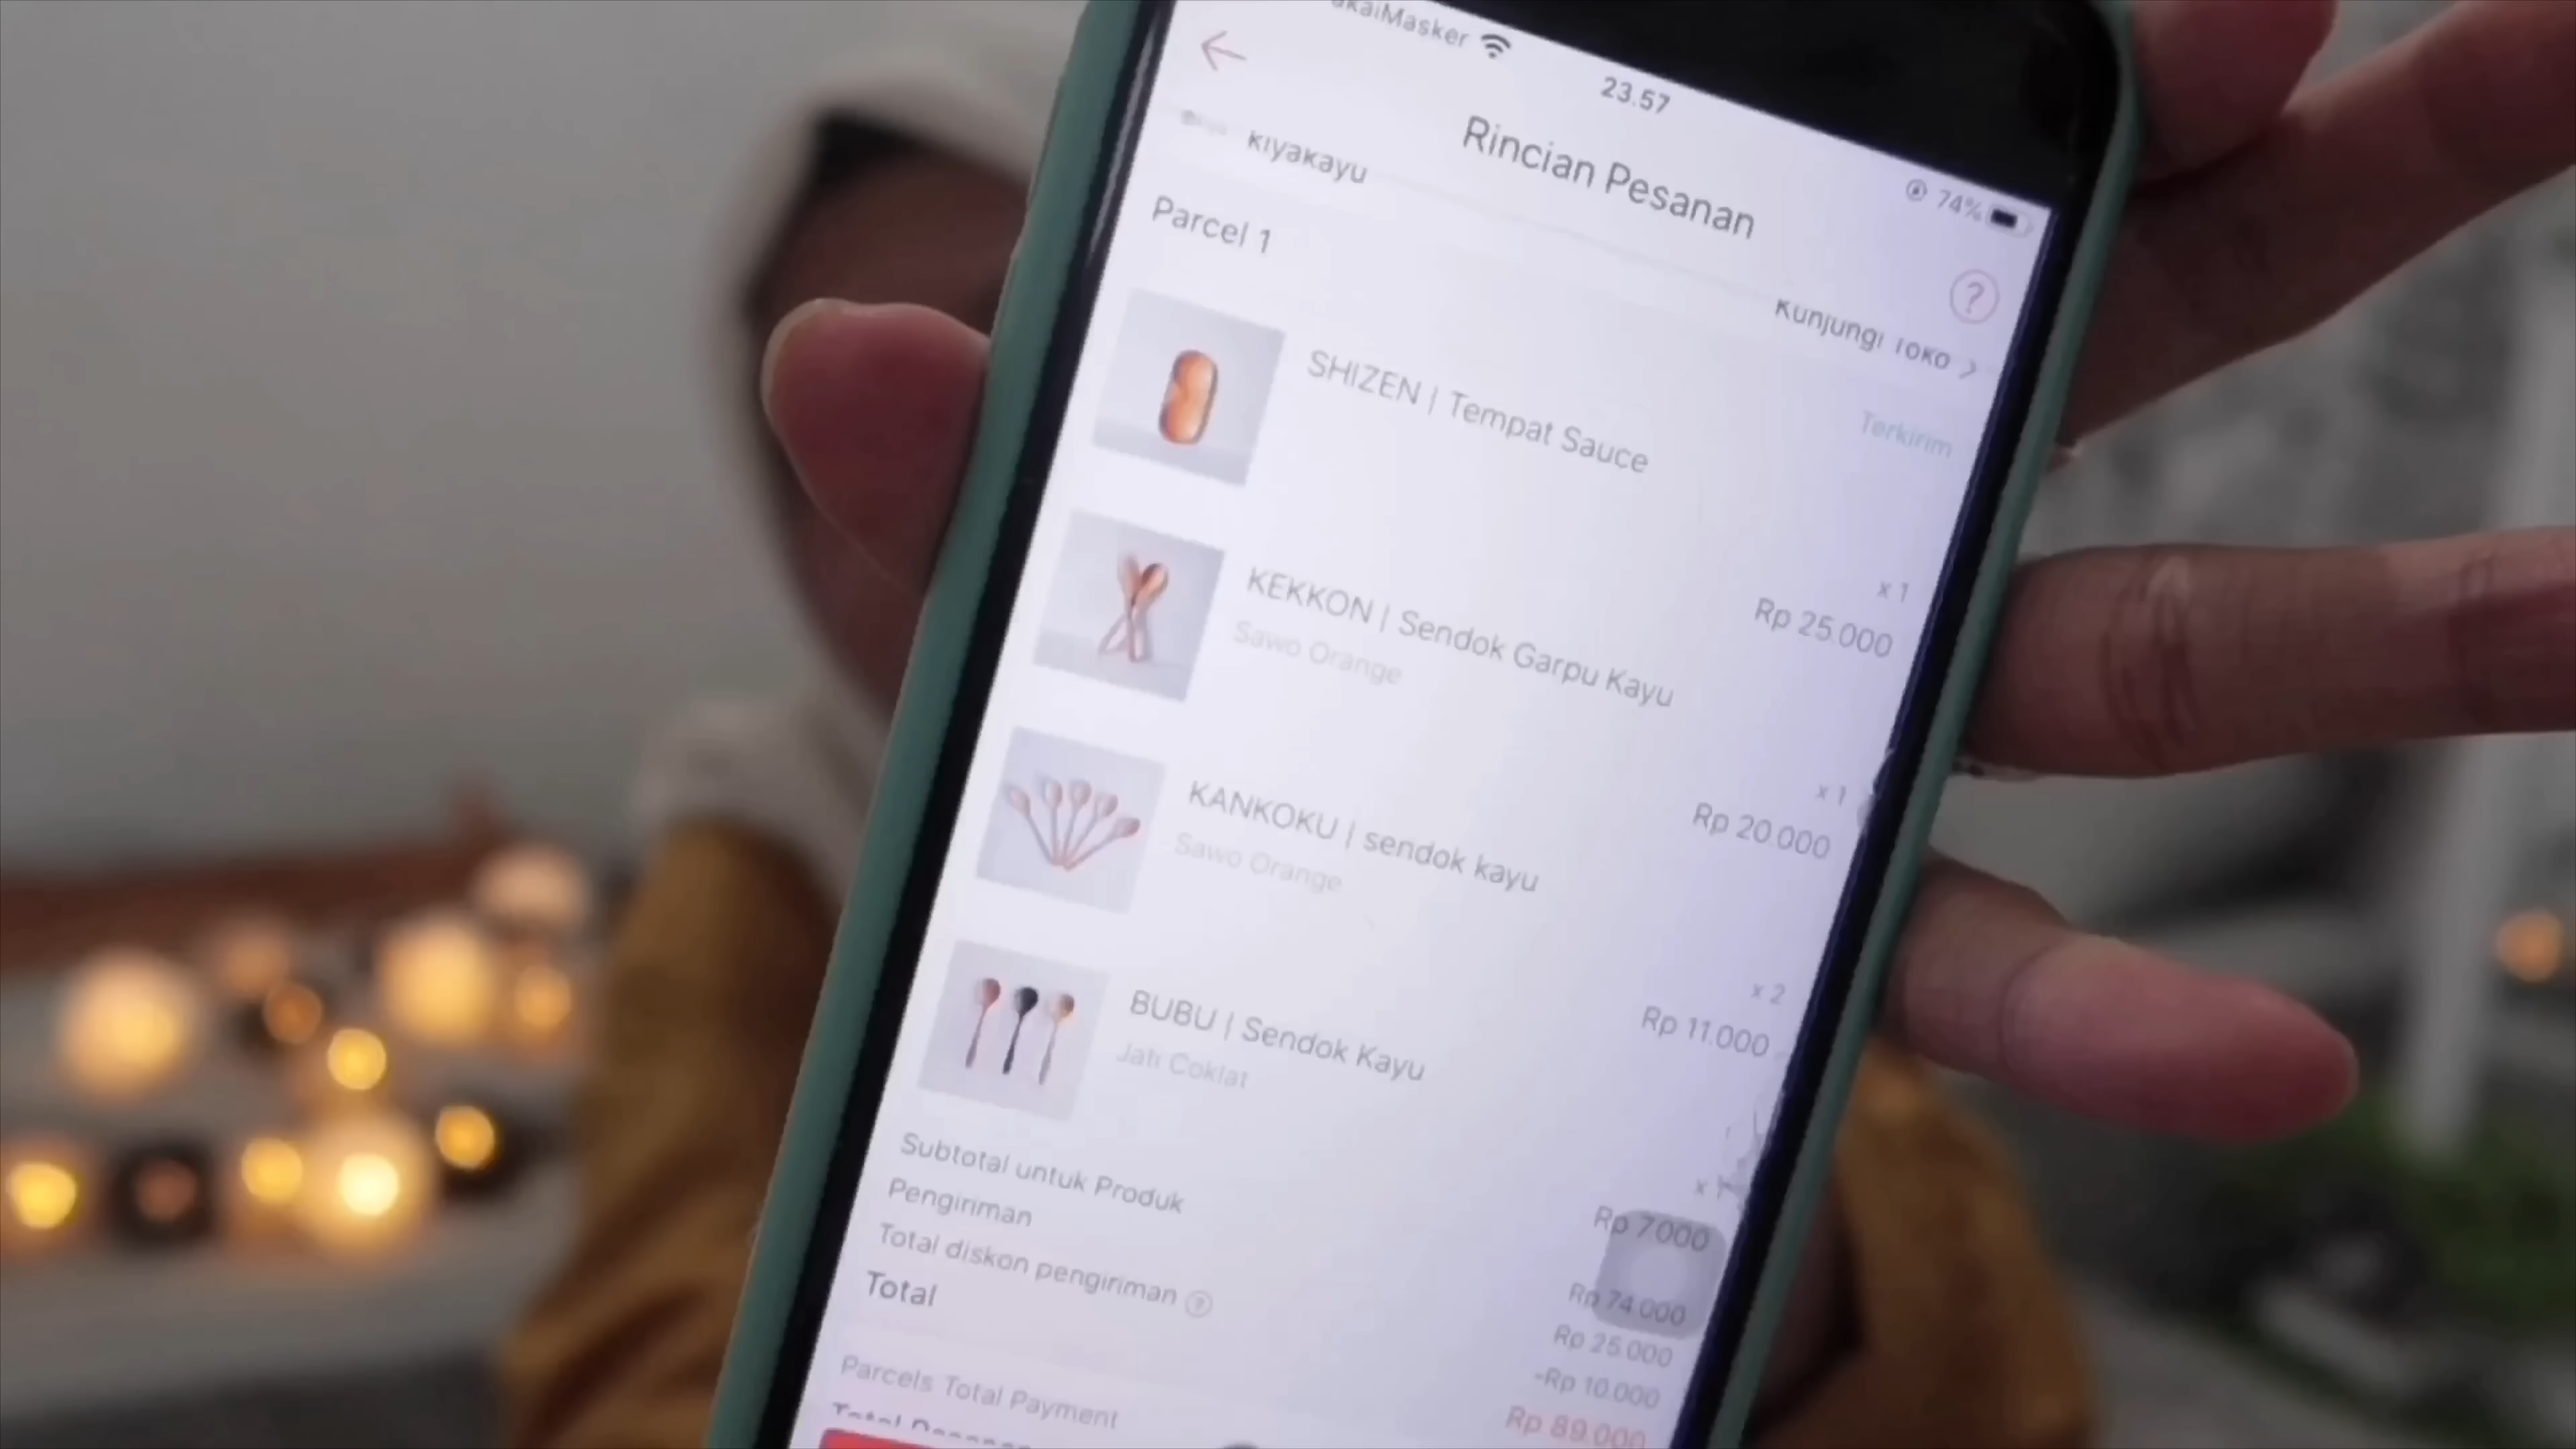 23.57
74%
Rincian Pesanan
?
kiyakayu
Kunjungi Toko >
Parcel 1
Terkirim
SHIZEN | Tempat Sauce
x 1
Rp 25.000
KEKKON | Sendok Garpu Kayu
Sawo Orange
x 1
Rp 20.000
KANKOKU | sendok kayu
Sawo Orange
x 2
Rp 11.000
BUBU | Sendok Kayu
Jati Coklat
x 1
Rp 7.000
Subtotal untuk Produk
Rp 74.000
Pengiriman
Rp 25.000
Total diskon pengiriman ?
-Rp 10.000
Total
Rp 89.000
Parcels Total Payment